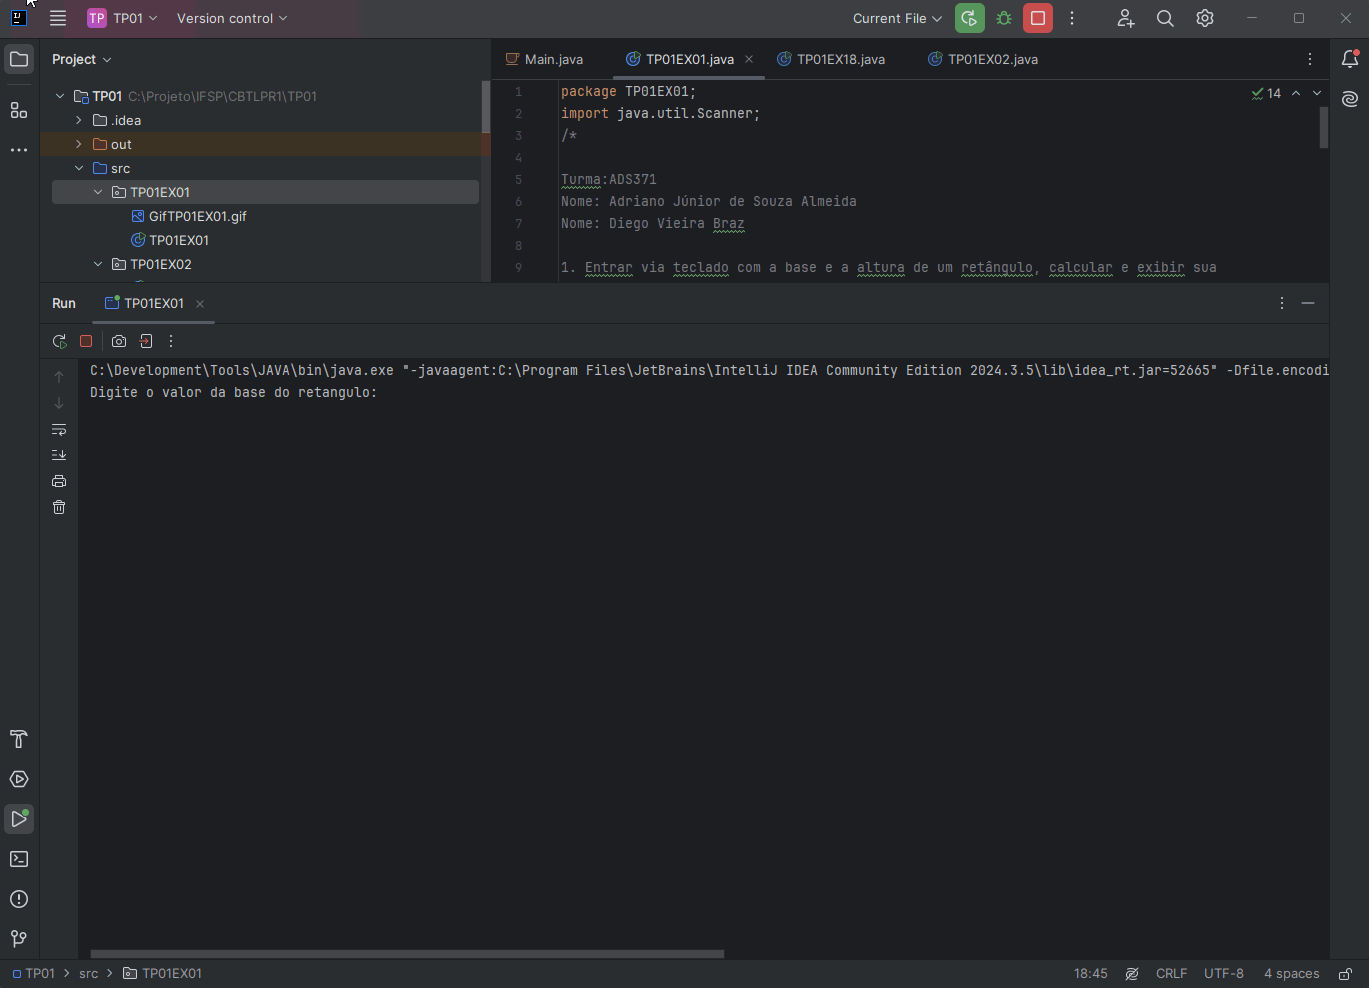 TP TP01 Version control Current File
Project
Main.java TP01EX01.java TP01EX18.java TP01EX02.java
TP01 C:\Projeto\IFSP\CBTLPR1\TP01
.idea
out
src
TP01EX01
GifTP01EX01.gif
TP01EX01
TP01EX02
14
1 package TP01EX01;
2 import java.util.Scanner;
3 /*
4
5 Turma:ADS371
6 Nome: Adriano Júnior de Souza Almeida
7 Nome: Diego Vieira Braz
8
9 1. Entrar via teclado com a base e a altura de um retângulo, calcular e exibir sua
Run TP01EX01
C:\Development\Tools\JAVA\bin\java.exe "-javaagent:C:\Program Files\JetBrains\IntelliJ IDEA Community Edition 2024.3.5\lib\idea_rt.jar=52665" -Dfile.encodi
Digite o valor da base do retangulo:
TP01 src TP01EX01 18:45 CRLF UTF-8 4 spaces